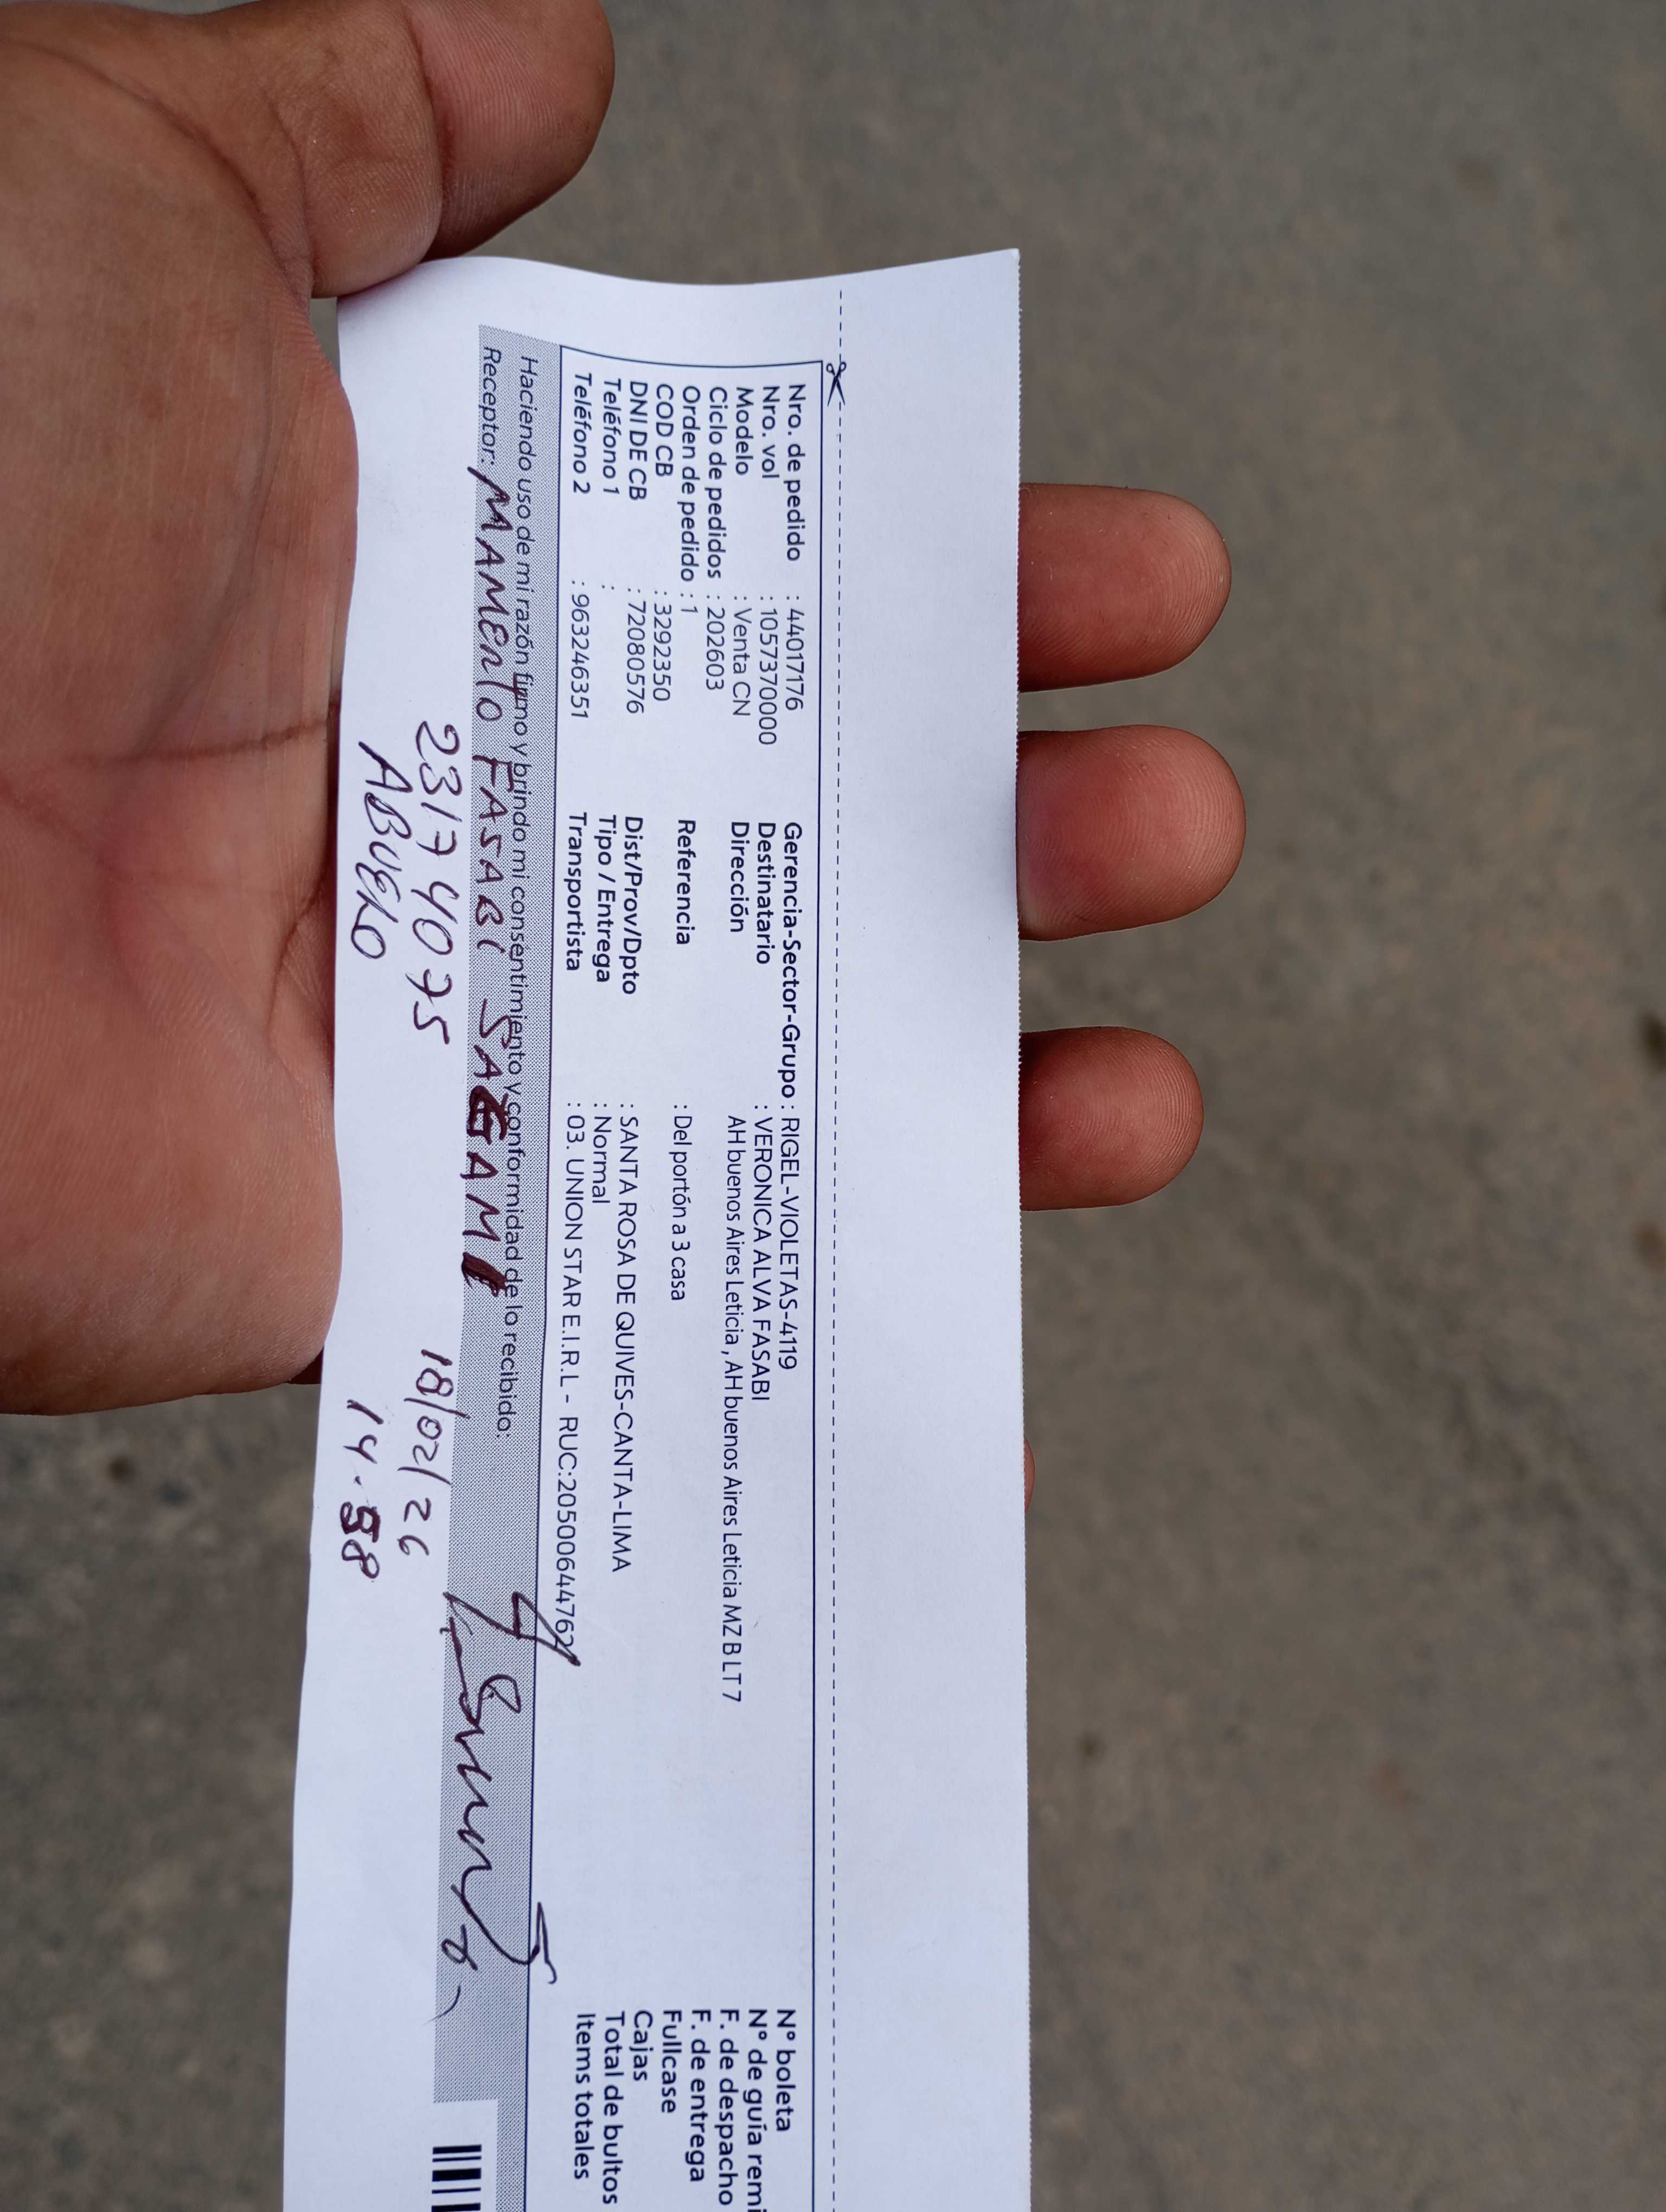 Nro. de pedido : 44017176
Nro. vol : 1057370000
Modelo : Venta CN
Ciclo de pedidos : 202603
Orden de pedido : 1
COD CB : 3292350
DNI DE CB : 72080576
Teléfono 1 :
Teléfono 2 : 963246351
Gerencia-Sector-Grupo : RIGEL-VIOLETAS-4119
Destinatario : VERONICA ALVA FASABI
Dirección AH buenos Aires Leticia , AH buenos Aires Leticia MZ B LT 7
Referencia : Del portón a 3 casa
Dist/Prov/Dpto : SANTA ROSA DE QUIVES-CANTA-LIMA
Tipo / Entrega : Normal
Transportista : 03. UNION STAR E.I.R.L - RUC:20500644762
N° boleta
N° de guía remi
F. de despacho
F. de entrega
Fullcase
Cajas
Total de bultos
Items totales
Haciendo uso de mi razón firmo y brindo mi consentimiento y conformidad de lo recibido:
Receptor: MAMERTO FASABI
23174075
ABUELO
18/02/26
14.58